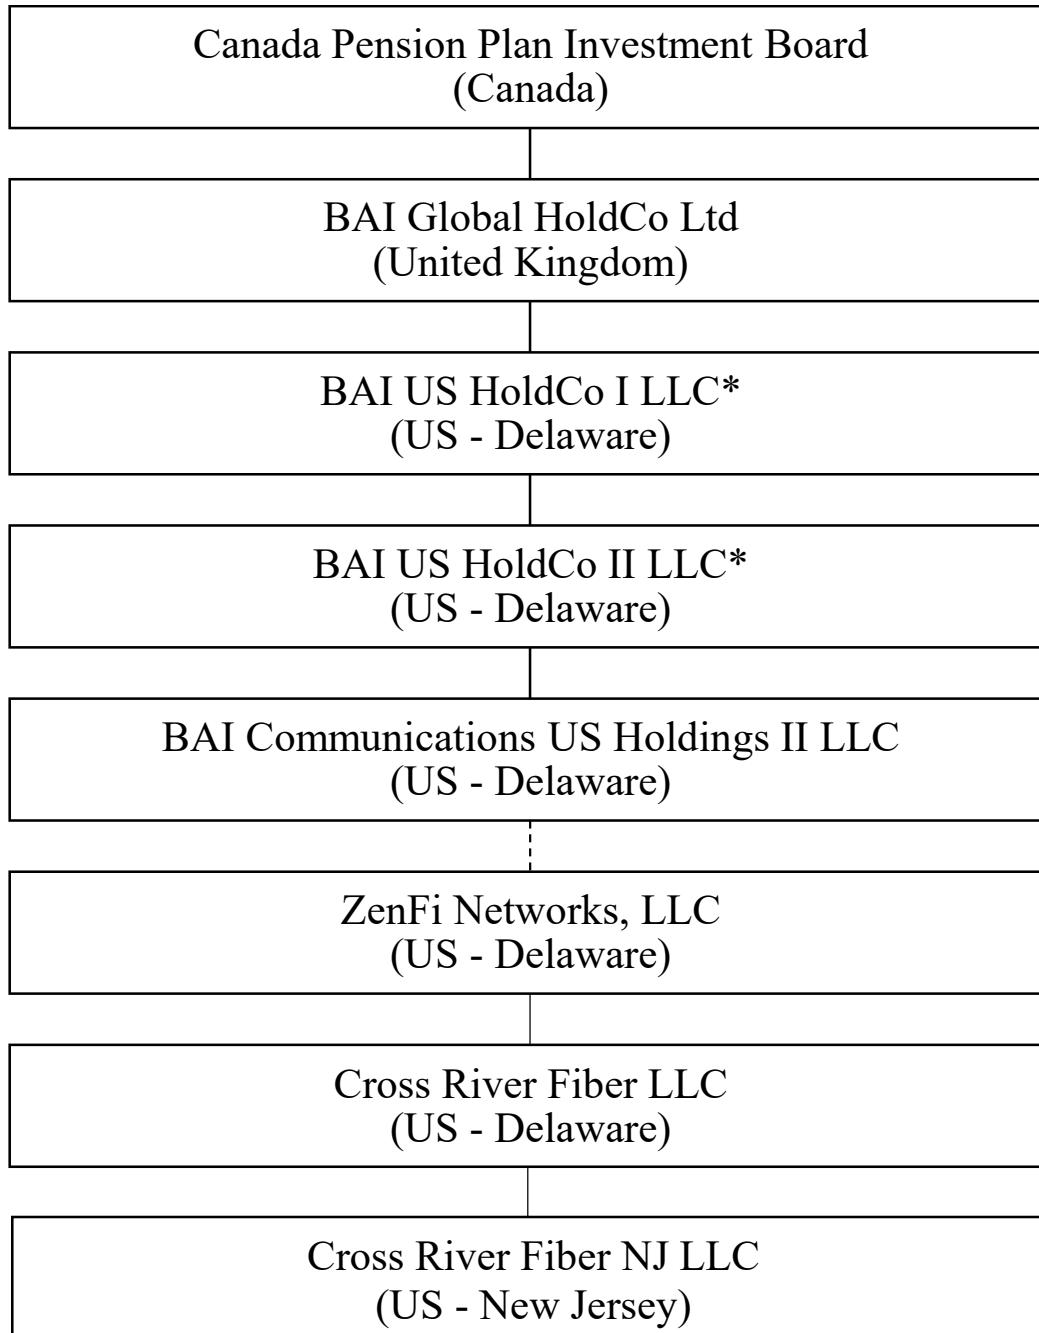 Canada Pension Plan Investment Board
(Canada)
BAI Global HoldCo Ltd
(United Kingdom)
BAI US HoldCo I LLC*
(US - Delaware)
BAI US HoldCo II LLC*
(US - Delaware)
BAI Communications US Holdings II LLC
(US - Delaware)
ZenFi Networks, LLC
(US - Delaware)
Cross River Fiber LLC
(US - Delaware)
Cross River Fiber NJ LLC
(US - New Jersey)